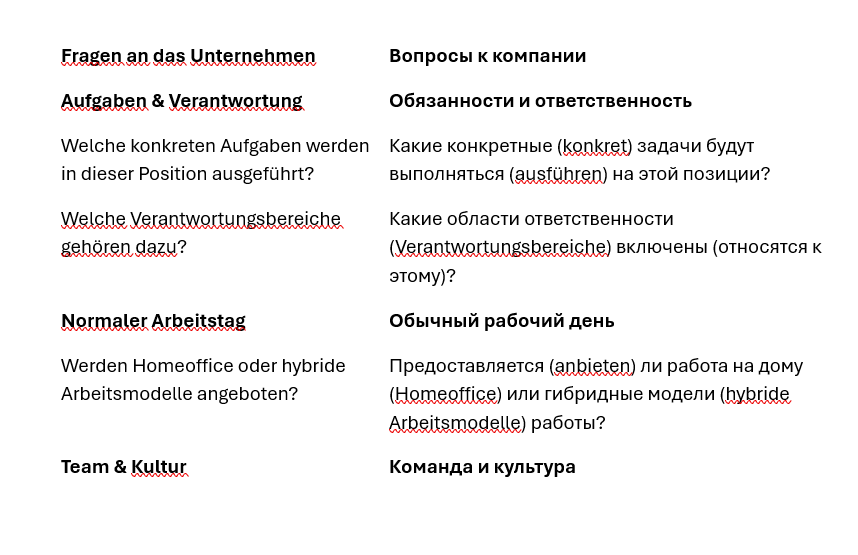 Fragen an das Unternehmen
Вопросы к компании
Aufgaben & Verantwortung
Обязанности и ответственность
Welche konkreten Aufgaben werden
in dieser Position ausgeführt?
Какие конкретные (konkret) задачи будут
выполняться (ausführen) на этой позиции?
Welche Verantwortungsbereiche
gehören dazu?
Какие области ответственности
(Verantwortungsbereiche) включены (относятся к
этому)?
Normaler Arbeitstag
Обычный рабочий день
Werden Homeoffice oder hybride
Arbeitsmodelle angeboten?
Предоставляется (anbieten) ли работа на дому
(Homeoffice) или гибридные модели (hybride
Arbeitsmodelle) работы?
Team & Kultur
Команда и культура